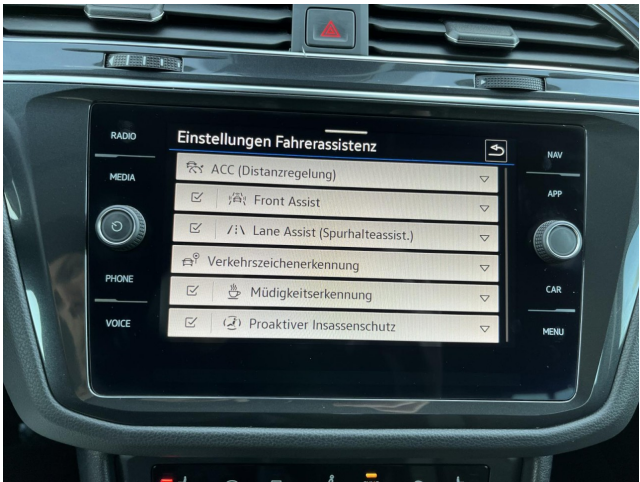 RADIO
MEDIA
PHONE
VOICE
Einstellungen Fahrerassistenz
ACC (Distanzregelung)
Front Assist
Lane Assist (Spurhalteassist.)
Verkehrszeichenerkennung
Müdigkeitserkennung
Proaktiver Insassenschutz
NAV
APP
CAR
MENU